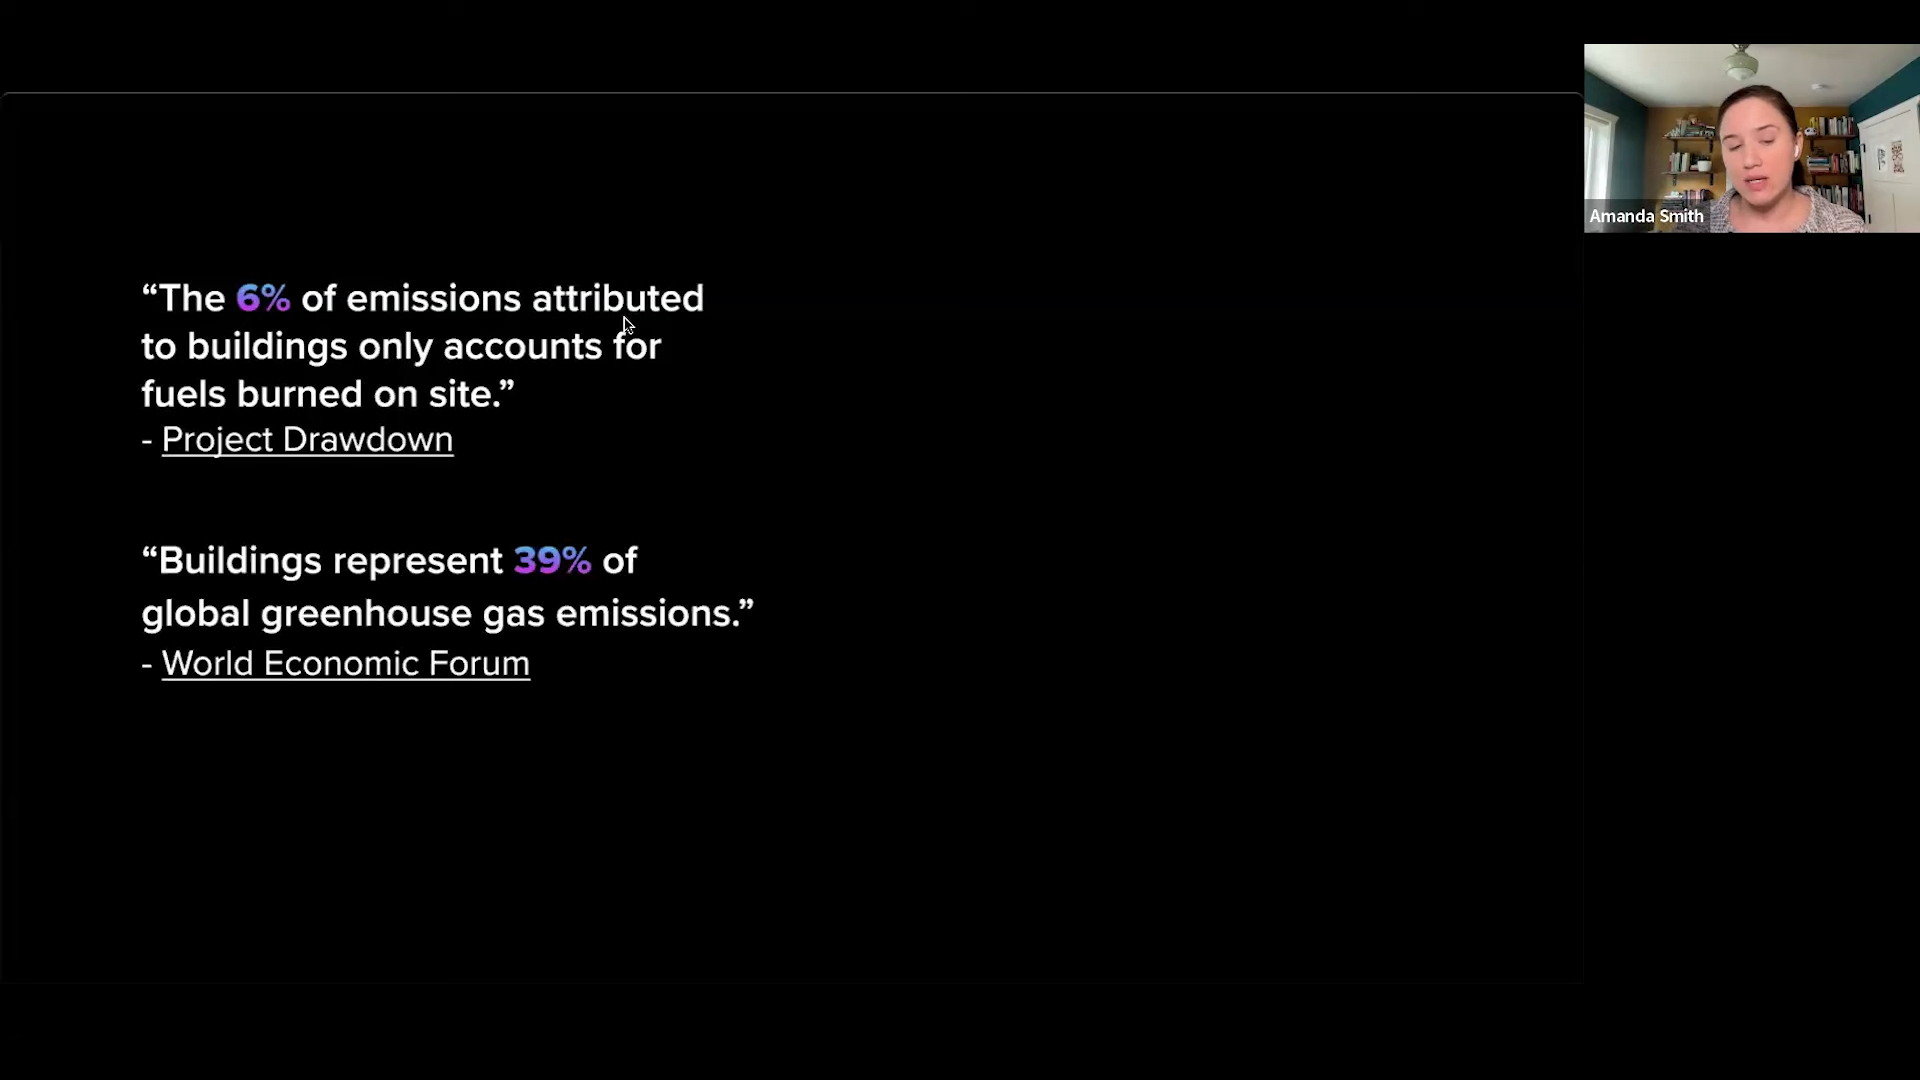 “The 6% of emissions attributed
to buildings only accounts for
fuels burned on site.”
- Project Drawdown
“Buildings represent 39% of
global greenhouse gas emissions.”
- World Economic Forum
Amanda Smith